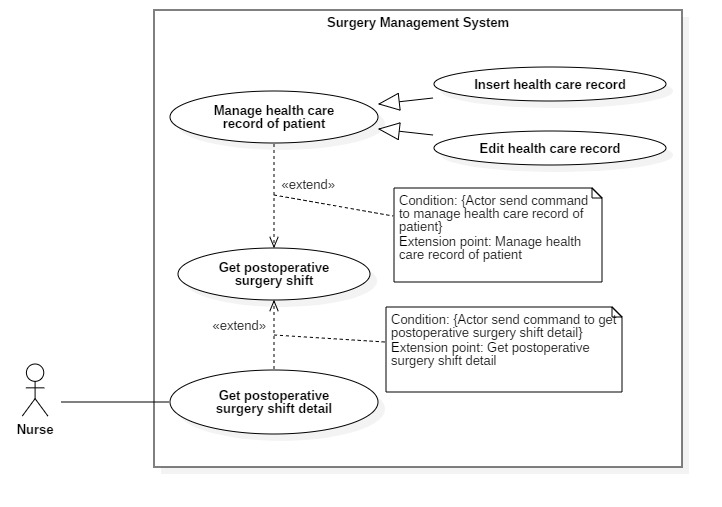 Surgery Management System
Insert health care record
Manage health care
record of patient
Edit health care record
«extend»
Condition: {Actor send command
to manage health care record of
patient}
Extension point: Manage health
care record of patient
Get postoperative
surgery shift
«extend»
Condition: {Actor send command to get
postoperative surgery shift detail}
Extension point: Get postoperative
surgery shift detail
Get postoperative
surgery shift detail
Nurse